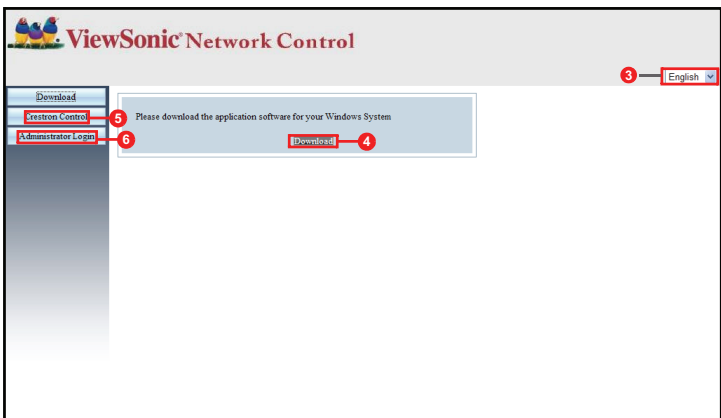 ViewSonic® Network Control
3
English
Download
Crestron Control
5
Administrator Login
6
Please download the application software for your Windows System
Download
4